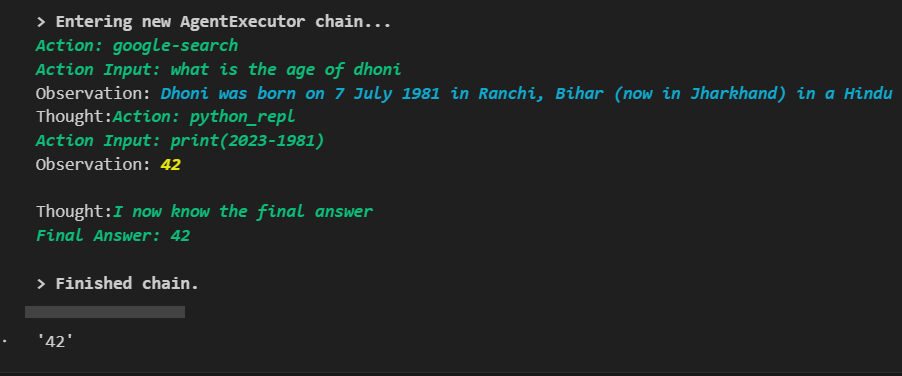 > Entering new AgentExecutor chain...
Action: google-search
Action Input: what is the age of dhoni
Observation: Dhoni was born on 7 July 1981 in Ranchi, Bihar (now in Jharkhand) in a Hindu
Thought:Action: python_repl
Action Input: print(2023-1981)
Observation: 42
Thought:I now know the final answer
Final Answer: 42
> Finished chain.
'42'